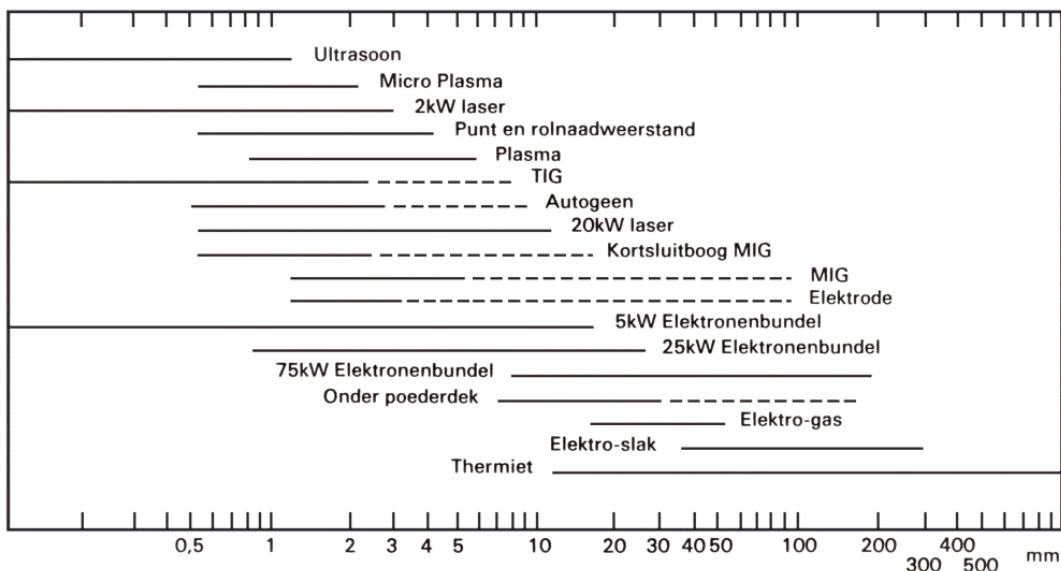 Ultrasoon
Micro Plasma
2kW laser
Punt en rolnaadweerstand
Plasma
TIG
Autogeen
20kW laser
Kortsluitboog MIG
MIG
Elektrode
5kW Elektronenbundel
25kW Elektronenbundel
75kW Elektronenbundel
Onder poederdek
Elektro-gas
Elektro-slak
Thermiet
0,5 1 2 3 4 5 10 20 30 40 50 100 200 400 mm
300 500